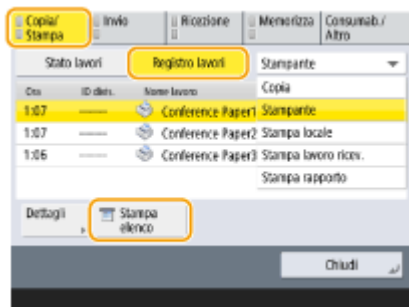 Copia/
Stampa
Invio
Ricezione
Memorizza
Consumab./
Altro
Stato lavori
Registro lavori
Stampante
Ora
ID dich.
Nome lavoro
Copia
1:07 ------- Conference Paper1
Stampante
1:07 ------- Conference Paper2
Stampa locale
1:06 ------- Conference Paper3
Stampa lavoro ricev.
Stampa rapporto
Dettagli
Stampa
elenco
Chiudi